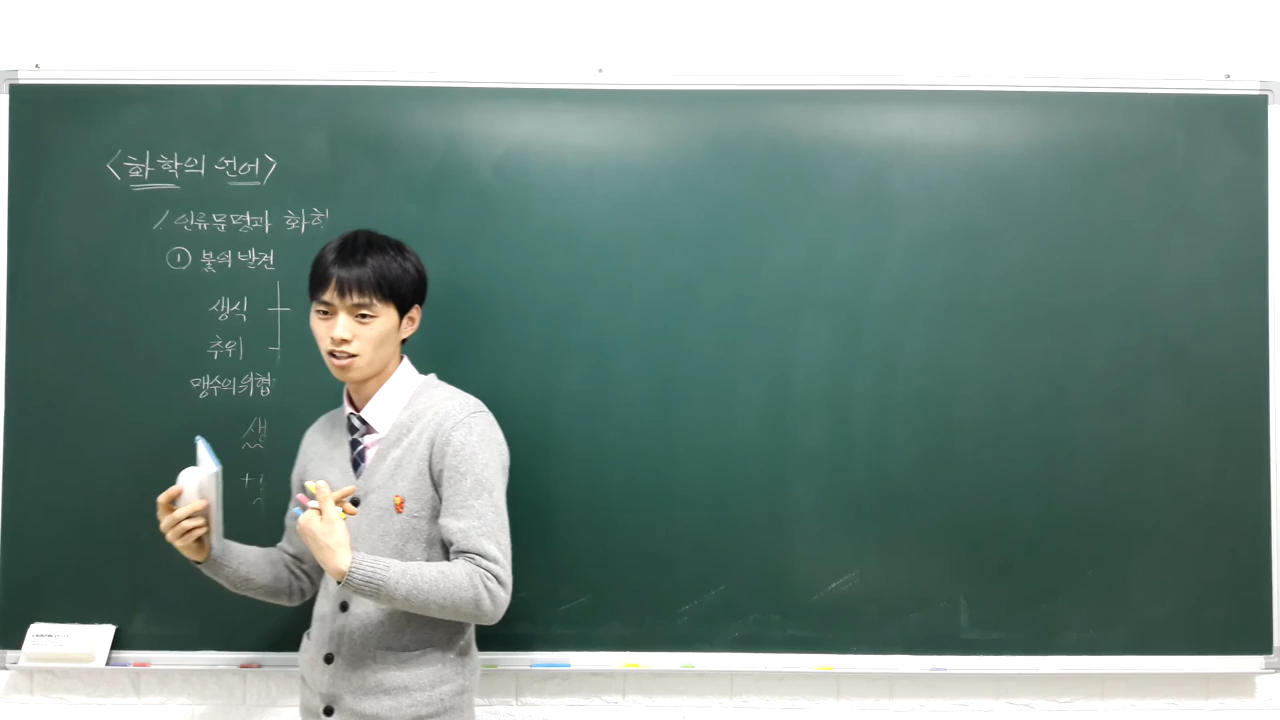 <화학의 언어>
1. 인류문명과 화학
① 불의 발견
생식
추위
맹수의 위협
생
+